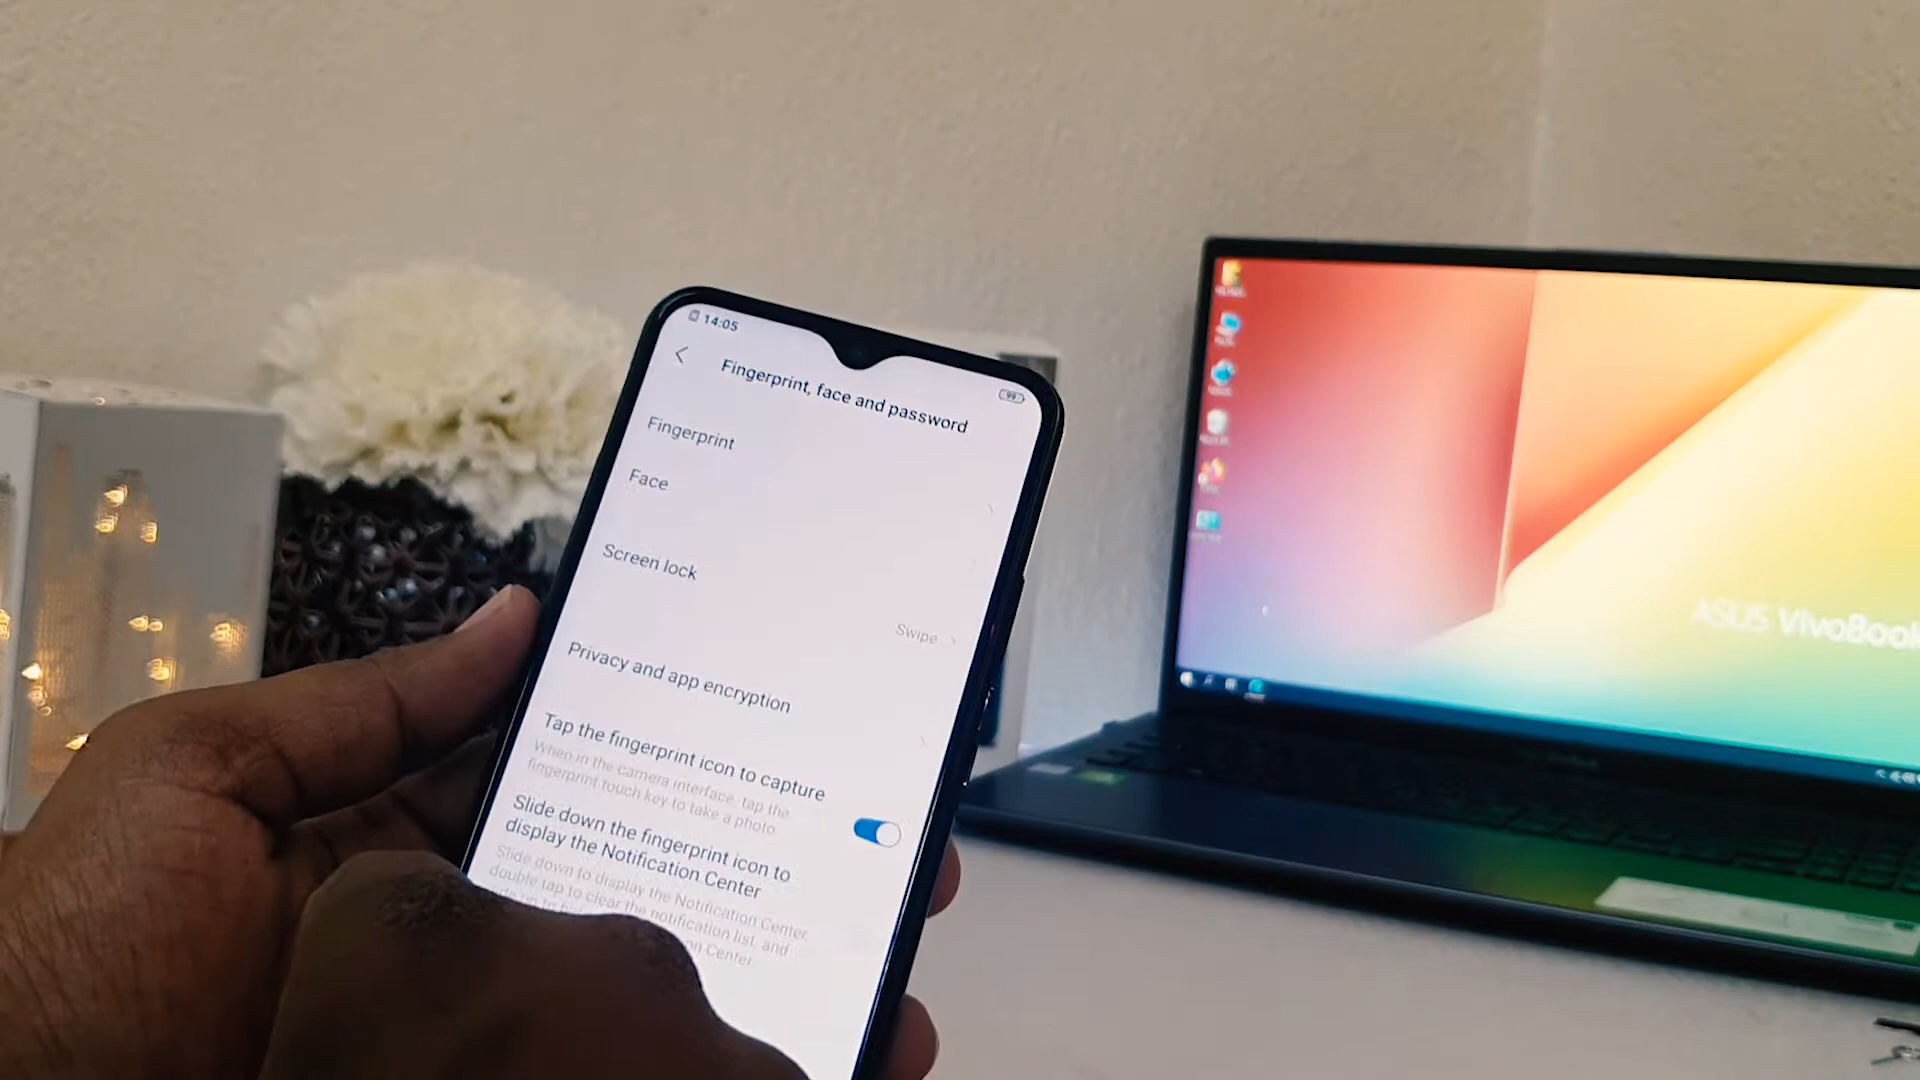 14:05
99
Fingerprint, face and password
Fingerprint
Face
Screen lock
Swipe
Privacy and app encryption
Tap the fingerprint icon to capture
When in the camera interface, tap the
fingerprint touch key to take a photo.
Slide down the fingerprint icon to
display the Notification Center
Slide down to display the Notification Center,
double tap to clear the notification list, and
Center.
ASUS VivoBook